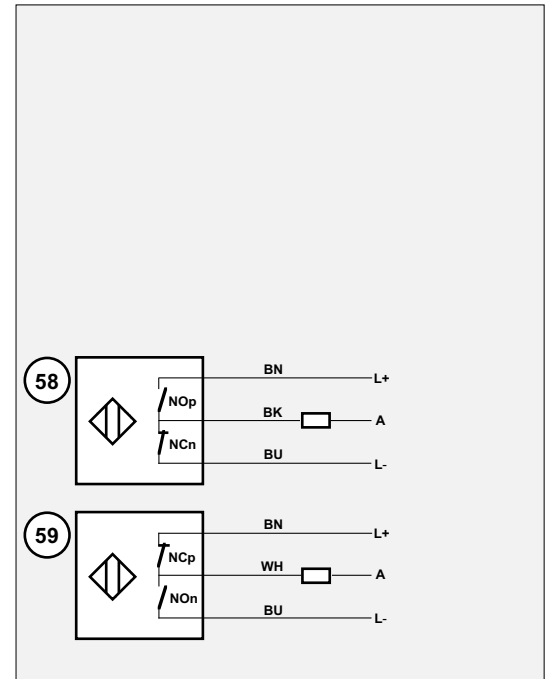 58
BN
L+
NOp
BK
A
NCn
BU
L-
59
BN
L+
NCp
WH
A
NOn
BU
L-